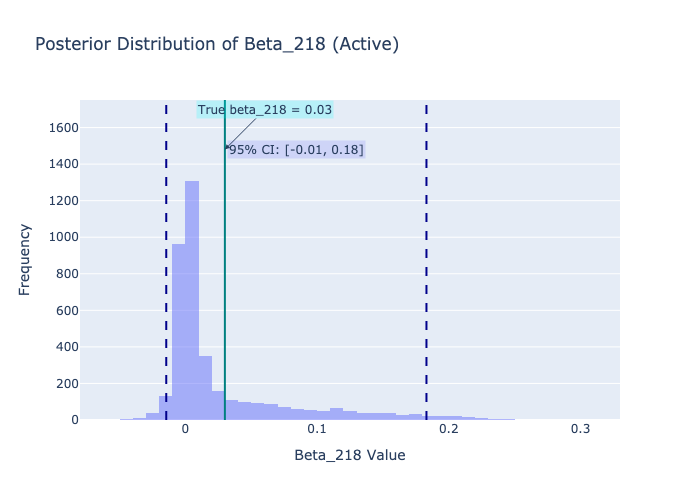 Posterior Distribution of Beta_218 (Active)
True beta_218 = 0.03
95% CI: [-0.01, 0.18]
1600
1400
1200
1000
800
600
400
200
0
Frequency
0
0.1
0.2
0.3
Beta_218 Value